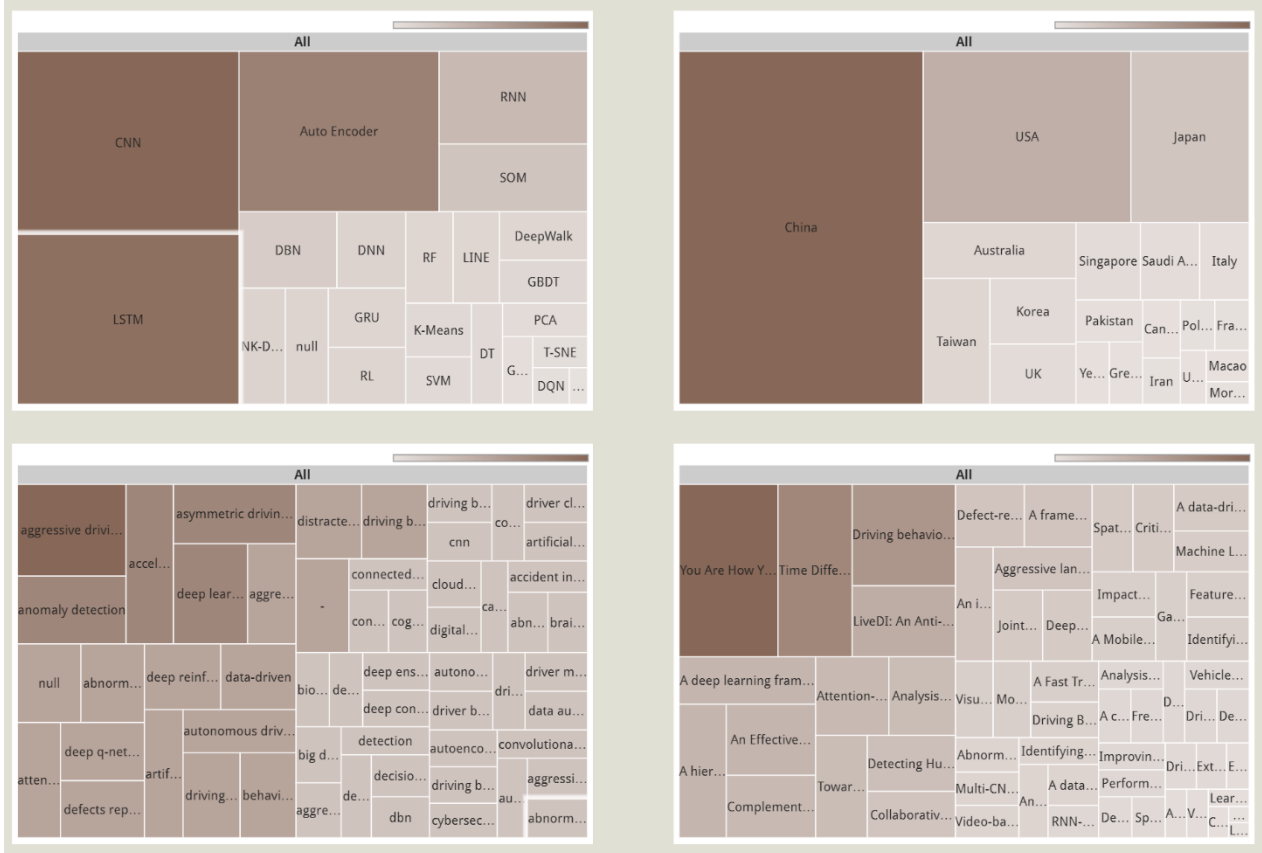 All
CNN
Auto Encoder
RNN
SOM
LSTM
DBN
DNN
RF
LINE
DeepWalk
GBDT
NK-D...
null
GRU
RL
K-Means
SVM
DT
PCA
G...
T-SNE
DQN
...
All
China
USA
Japan
Australia
Taiwan
Korea
UK
Singapore
Saudi A...
Italy
Pakistan
Can...
Pol...
Fra...
Ye...
Gre...
Iran
U...
Macao
Mor...
All
aggressive drivi...
anomaly detection
accel...
asymmetric drivin...
deep lear...
aggre...
null
abnorm...
deep reinf...
data-driven
atten...
deep q-net...
defects rep...
artif...
autonomous driv...
driving...
behavi...
distracte...
driving b...
-
connected...
con...
cog...
driving b...
cnn
co...
driver cl...
artificial...
cloud...
digital...
ca...
accident in...
abn...
brai...
bio...
de...
deep ens...
deep con...
big d...
aggre...
detection
de...
decisio...
dbn
autono...
driver b...
dri...
driver m...
data au...
autoenco...
driving b...
cybersec...
convolutiona...
au...
aggressi...
abnorm...
All
You Are How Y...
Time Diffe...
Driving behavio...
LiveDI: An Anti-...
A deep learning fram...
A hier...
An Effective...
Complement...
Attention-...
Analysis...
Towar...
Detecting Hu...
Collaborativ...
Defect-re...
A frame...
An i...
Aggressive lan...
Joint...
Deep...
Spat...
Criti...
A data-dri...
Machine L...
Impact...
A Mobile...
Ga...
Feature...
Identifyi...
Visu...
Mo...
A Fast Tr...
Driving B...
Abnorm...
Identifying...
Multi-CN...
Video-ba...
An...
A data...
RNN-...
Analysis...
A c...
Fre...
D...
Vehicle...
Dri...
De...
Improvin...
Perform...
De...
Sp...
Dri...
Ext...
E...
A...
V...
Lear...
C...
...
L...